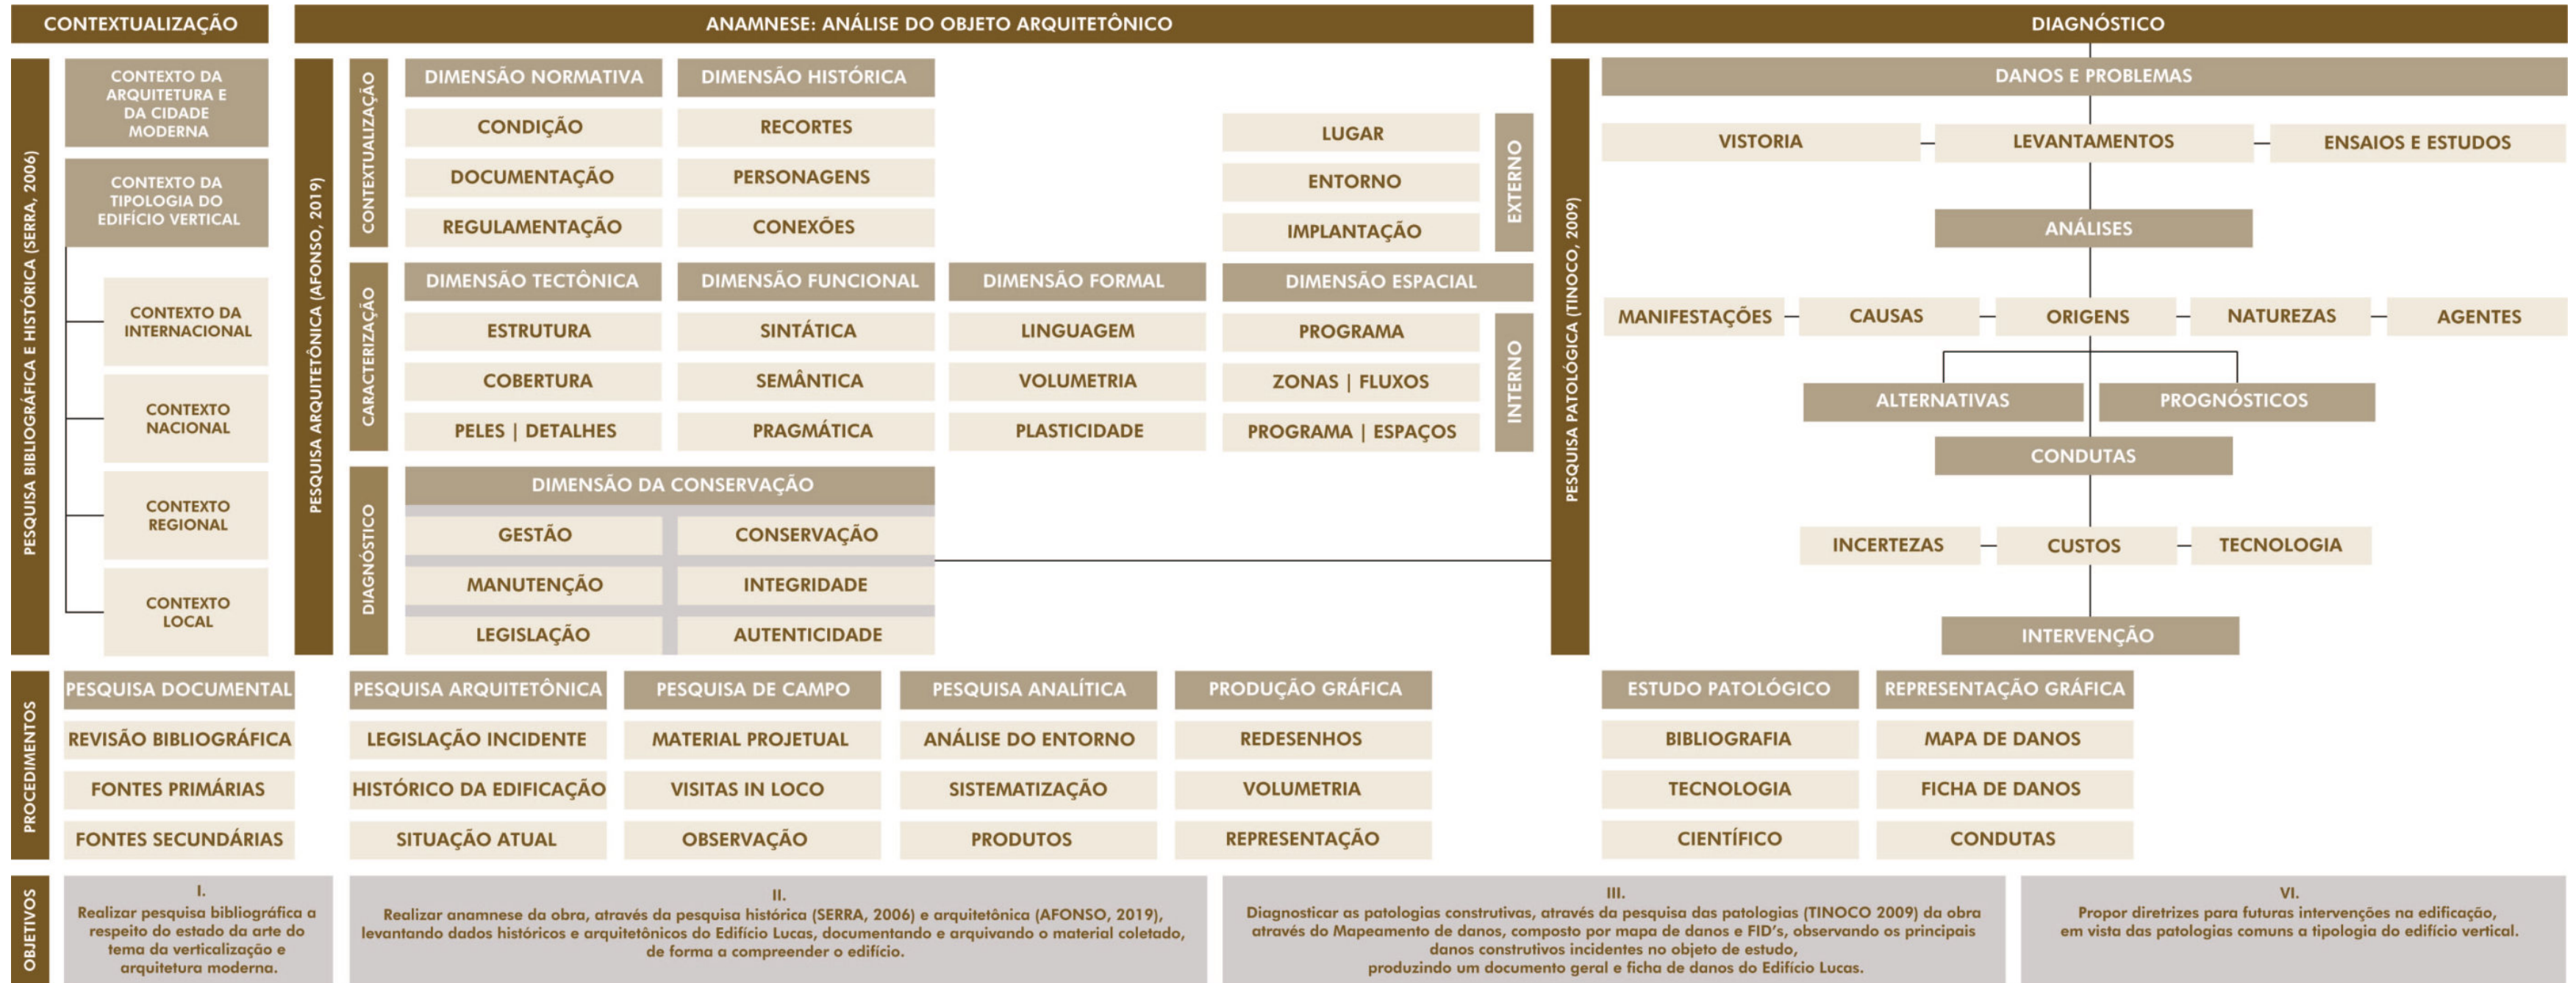 CONTEXTUALIZAÇÃO
ANAMNESE: ANÁLISE DO OBJETO ARQUITETÔNICO
DIAGNÓSTICO
PESQUISA BIBLIOGRÁFICA E HISTÓRICA (SERRA, 2006)
CONTEXTO DA
ARQUITETURA E
DA CIDADE
MODERNA
CONTEXTO DA
TIPOLOGIA DO
EDIFÍCIO VERTICAL
CONTEXTO DA
INTERNACIONAL
CONTEXTO
NACIONAL
CONTEXTO
REGIONAL
CONTEXTO
LOCAL
PESQUISA ARQUITETÔNICA (AFONSO, 2019)
CONTEXTUALIZAÇÃO
DIMENSÃO NORMATIVA
CONDIÇÃO
DOCUMENTAÇÃO
REGULAMENTAÇÃO
DIMENSÃO HISTÓRICA
RECORTES
PERSONAGENS
CONEXÕES
LUGAR
ENTORNO
IMPLANTAÇÃO
EXTERNO
CARACTERIZAÇÃO
DIMENSÃO TECTÔNICA
ESTRUTURA
COBERTURA
PELES | DETALHES
DIMENSÃO FUNCIONAL
SINTÁTICA
SEMÂNTICA
PRAGMÁTICA
DIMENSÃO FORMAL
LINGUAGEM
VOLUMETRIA
PLASTICIDADE
DIMENSÃO ESPACIAL
PROGRAMA
ZONAS | FLUXOS
PROGRAMA | ESPAÇOS
INTERNO
DIAGNÓSTICO
DIMENSÃO DA CONSERVAÇÃO
GESTÃO
CONSERVAÇÃO
MANUTENÇÃO
INTEGRIDADE
LEGISLAÇÃO
AUTENTICIDADE
PESQUISA PATOLÓGICA (TINOCO, 2009)
DANOS E PROBLEMAS
VISTORIA
LEVANTAMENTOS
ENSAIOS E ESTUDOS
ANÁLISES
MANIFESTAÇÕES
CAUSAS
ORIGENS
NATUREZAS
AGENTES
ALTERNATIVAS
PROGNÓSTICOS
CONDUTAS
INCERTEZAS
CUSTOS
TECNOLOGIA
INTERVENÇÃO
PROCEDIMENTOS
PESQUISA DOCUMENTAL
REVISÃO BIBLIOGRÁFICA
FONTES PRIMÁRIAS
FONTES SECUNDÁRIAS
PESQUISA ARQUITETÔNICA
LEGISLAÇÃO INCIDENTE
HISTÓRICO DA EDIFICAÇÃO
SITUAÇÃO ATUAL
PESQUISA DE CAMPO
MATERIAL PROJETUAL
VISITAS IN LOCO
OBSERVAÇÃO
PESQUISA ANALÍTICA
ANÁLISE DO ENTORNO
SISTEMATIZAÇÃO
PRODUTOS
PRODUÇÃO GRÁFICA
REDESENHOS
VOLUMETRIA
REPRESENTAÇÃO
ESTUDO PATOLÓGICO
BIBLIOGRAFIA
TECNOLOGIA
CIENTÍFICO
REPRESENTAÇÃO GRÁFICA
MAPA DE DANOS
FICHA DE DANOS
CONDUTAS
OBJETIVOS
I.
Realizar pesquisa bibliográfica a
respeito do estado da arte do
tema da verticalização e
arquitetura moderna.
II.
Realizar anamnese da obra, através da pesquisa histórica (SERRA, 2006) e arquitetônica (AFONSO, 2019),
levantando dados históricos e arquitetônicos do Edifício Lucas, documentando e arquivando o material coletado,
de forma a compreender o edifício.
III.
Diagnosticar as patologias construtivas, através da pesquisa das patologias (TINOCO 2009) da obra
através do Mapeamento de danos, composto por mapa de danos e FID's, observando os principais
danos construtivos incidentes no objeto de estudo,
produzindo um documento geral e ficha de danos do Edifício Lucas.
VI.
Propor diretrizes para futuras intervenções na edificação,
em vista das patologias comuns a tipologia do edifício vertical.